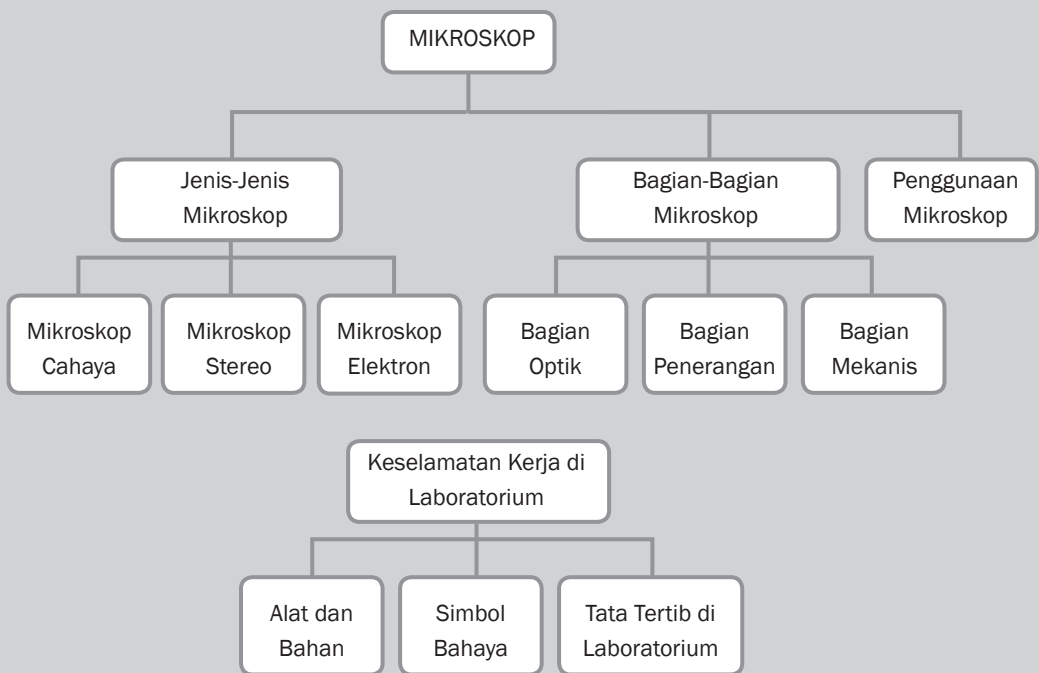 MIKROSKOP
Jenis-Jenis
Mikroskop
Bagian-Bagian
Mikroskop
Penggunaan
Mikroskop
Mikroskop
Cahaya
Mikroskop
Stereo
Mikroskop
Elektron
Bagian
Optik
Bagian
Penerangan
Bagian
Mekanis
Keselamatan Kerja di
Laboratorium
Alat dan
Bahan
Simbol
Bahaya
Tata Tertib di
Laboratorium